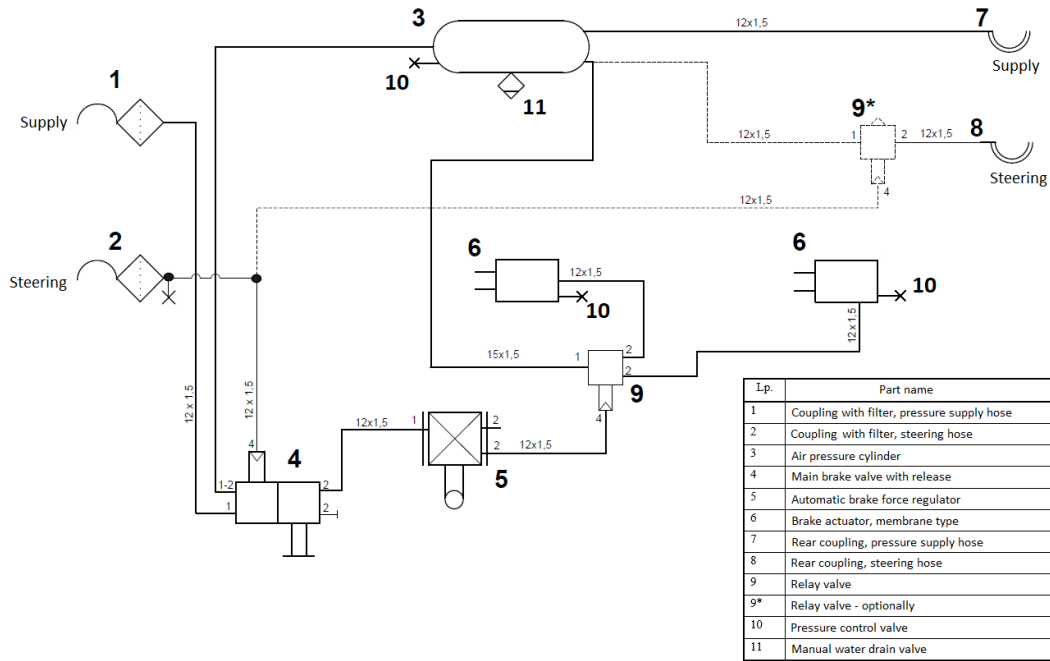 3
7
12x1,5
Supply
10
11
1
Supply
9*
8
12x1,5
1
2
12x1,5
Steering
4
12x1,5
2
Steering
6
12x1,5
10
6
10
12 x 1,5
15x1,5
1
2
2
9
4
12 x 1,5
12 x 1,5
4
4
1-2
1
2
2
12x1,5
1
2
2
12x1,5
5
Lp. Part name
1 Coupling with filter, pressure supply hose
2 Coupling with filter, steering hose
3 Air pressure cylinder
4 Main brake valve with release
5 Automatic brake force regulator
6 Brake actuator, membrane type
7 Rear coupling, pressure supply hose
8 Rear coupling, steering hose
9 Relay valve
9* Relay valve - optionally
10 Pressure control valve
11 Manual water drain valve